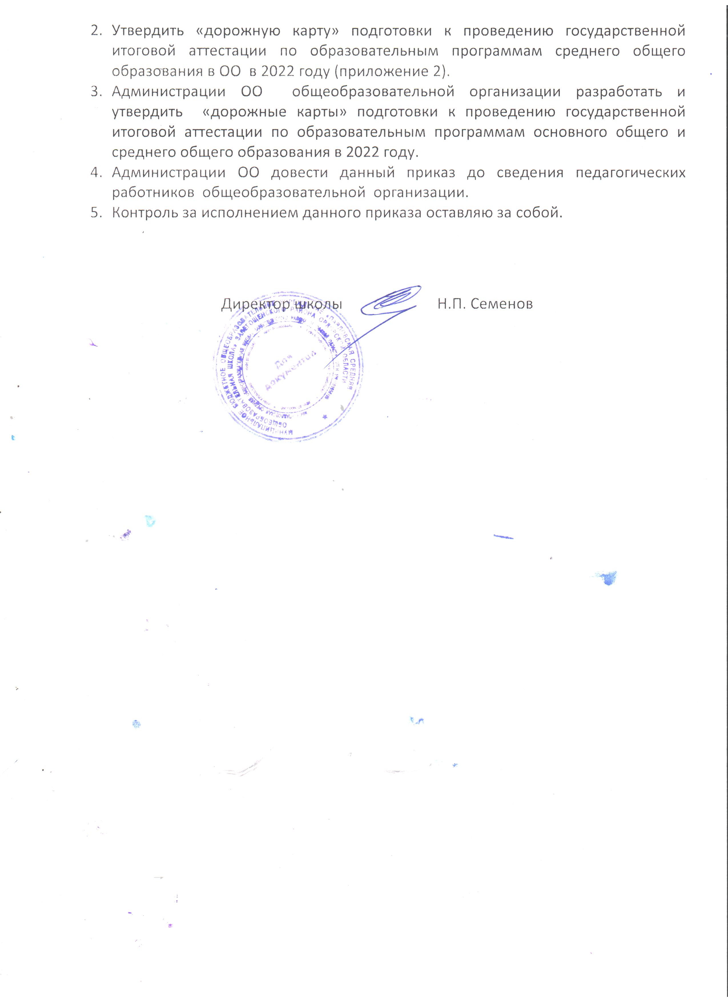 2. Утвердить «дорожную карту» подготовки к проведению государственной
итоговой аттестации по образовательным программам среднего общего
образования в ОО в 2022 году (приложение 2).
3. Администрации ОО общеобразовательной организации разработать и
утвердить «дорожные карты» подготовки к проведению государственной
итоговой аттестации по образовательным программам основного общего и
среднего общего образования в 2022 году.
4. Администрации ОО довести данный приказ до сведения педагогических
работников общеобразовательной организации.
5. Контроль за исполнением данного приказа оставляю за собой.
Директор школы Н.П. Семенов
МУНИЦИПАЛЬНОЕ БЮДЖЕТНОЕ ОБЩЕОБРАЗОВАТЕЛЬНОЕ УЧРЕЖДЕНИЕ «ПАВЛОВСКАЯ СРЕДНЯЯ
ОБЩЕОБРАЗОВАТЕЛЬНАЯ ШКОЛА» ЗАЛЕГОЩЕНСКОГО РАЙОНА ОРЛОВСКОЙ ОБЛАСТИ
Для
документов